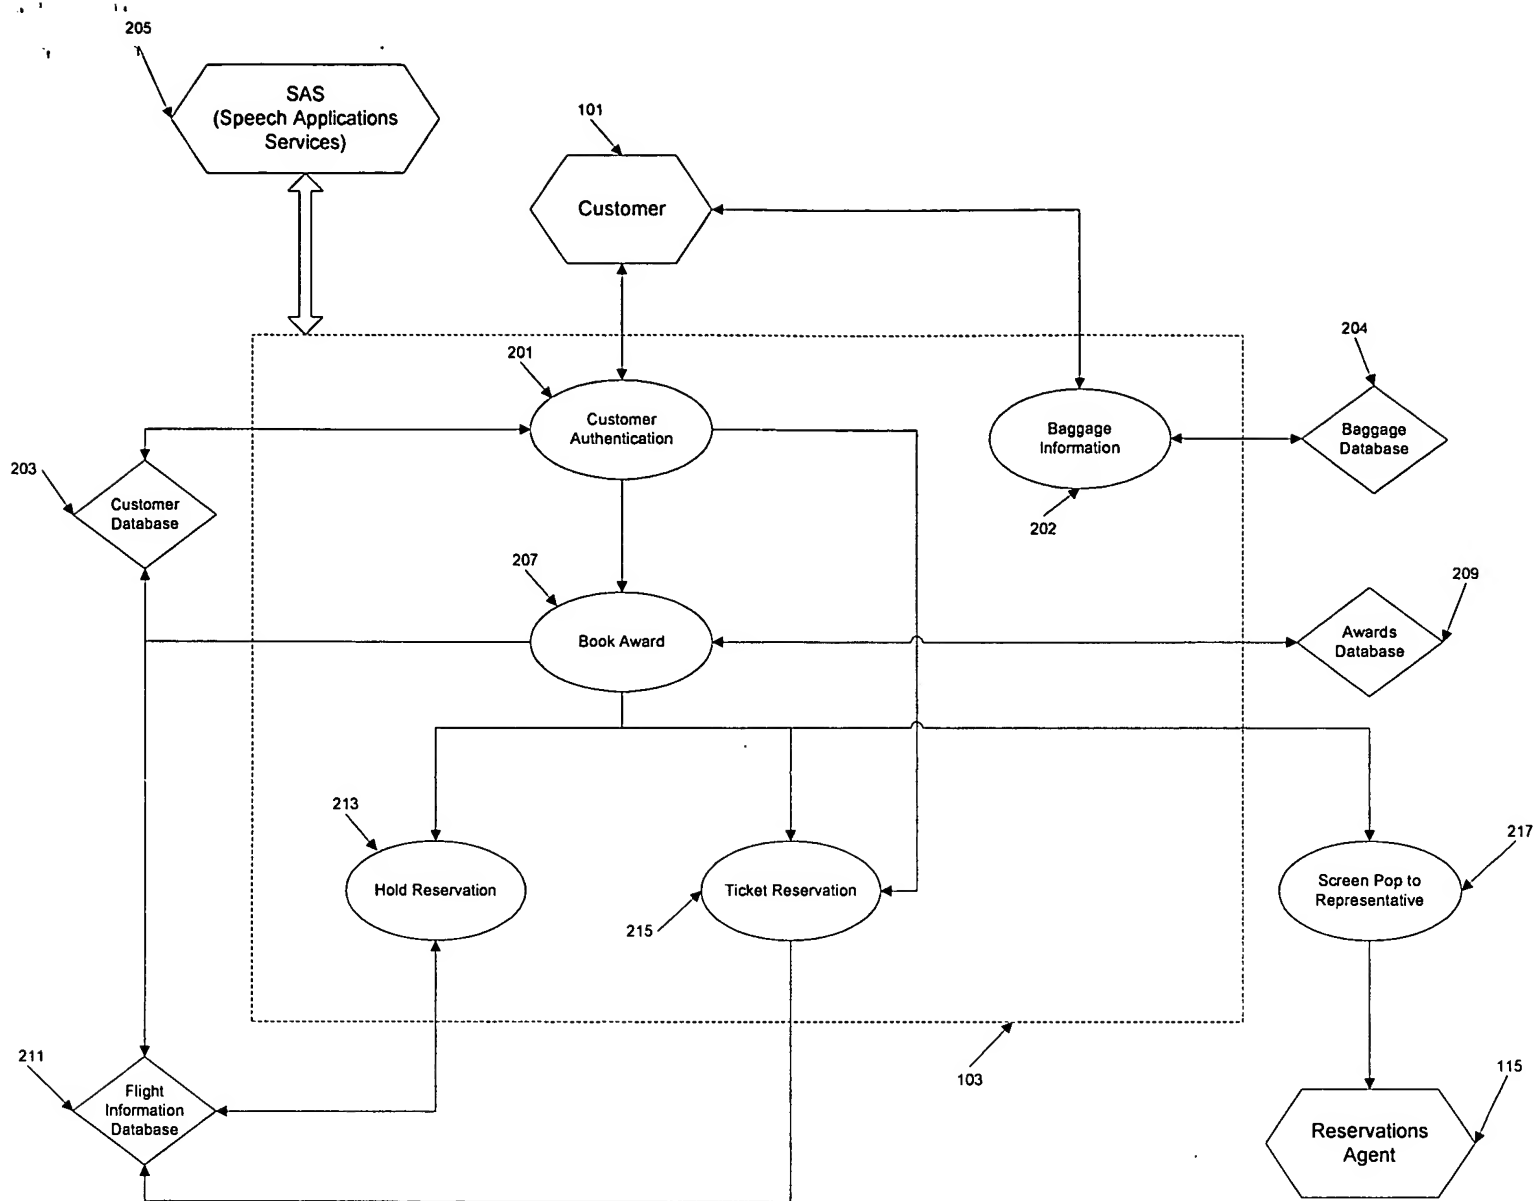 205
SAS
(Speech Applications
Services)
101
Customer
204
201
Customer
Authentication
Baggage
Information
Baggage
Database
203
Customer
Database
202
207
209
Book Award
Awards
Database
213
217
Hold Reservation
Ticket Reservation
Screen Pop to
Representative
215
211
103
115
Flight
Information
Database
Reservations
Agent